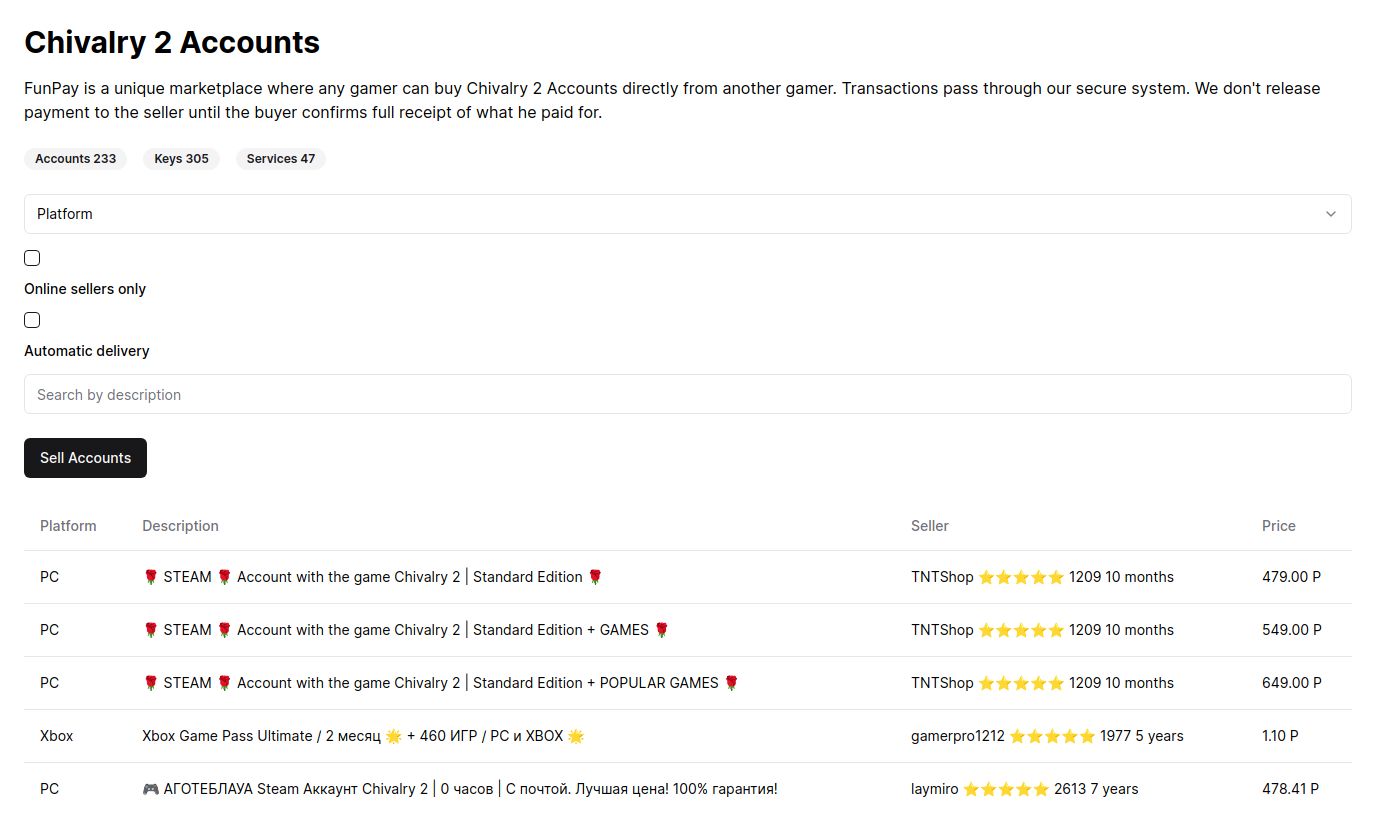 Chivalry 2 Accounts
FunPay is a unique marketplace where any gamer can buy Chivalry 2 Accounts directly from another gamer. Transactions pass through our secure system. We don't release
payment to the seller until the buyer confirms full receipt of what he paid for.
Accounts 233 Keys 305 Services 47
Platform
Online sellers only
Automatic delivery
Search by description
Sell Accounts
Platform Description Seller Price
PC 🌹 STEAM 🌹 Account with the game Chivalry 2 | Standard Edition 🌹 TNTShop ⭐⭐⭐⭐⭐ 1209 10 months 479.00 Р
PC 🌹 STEAM 🌹 Account with the game Chivalry 2 | Standard Edition + GAMES 🌹 TNTShop ⭐⭐⭐⭐⭐ 1209 10 months 549.00 Р
PC 🌹 STEAM 🌹 Account with the game Chivalry 2 | Standard Edition + POPULAR GAMES 🌹 TNTShop ⭐⭐⭐⭐⭐ 1209 10 months 649.00 Р
Xbox Xbox Game Pass Ultimate / 2 месяц 🌟 + 460 ИГР / PC и XBOX 🌟 gamerpro1212 ⭐⭐⭐⭐⭐ 1977 5 years 1.10 Р
PC 🎮 АГОТЕБЛАУА Steam Аккаунт Chivalry 2 | 0 часов | С почтой. Лучшая цена! 100% гарантия! laymiro ⭐⭐⭐⭐⭐ 2613 7 years 478.41 Р